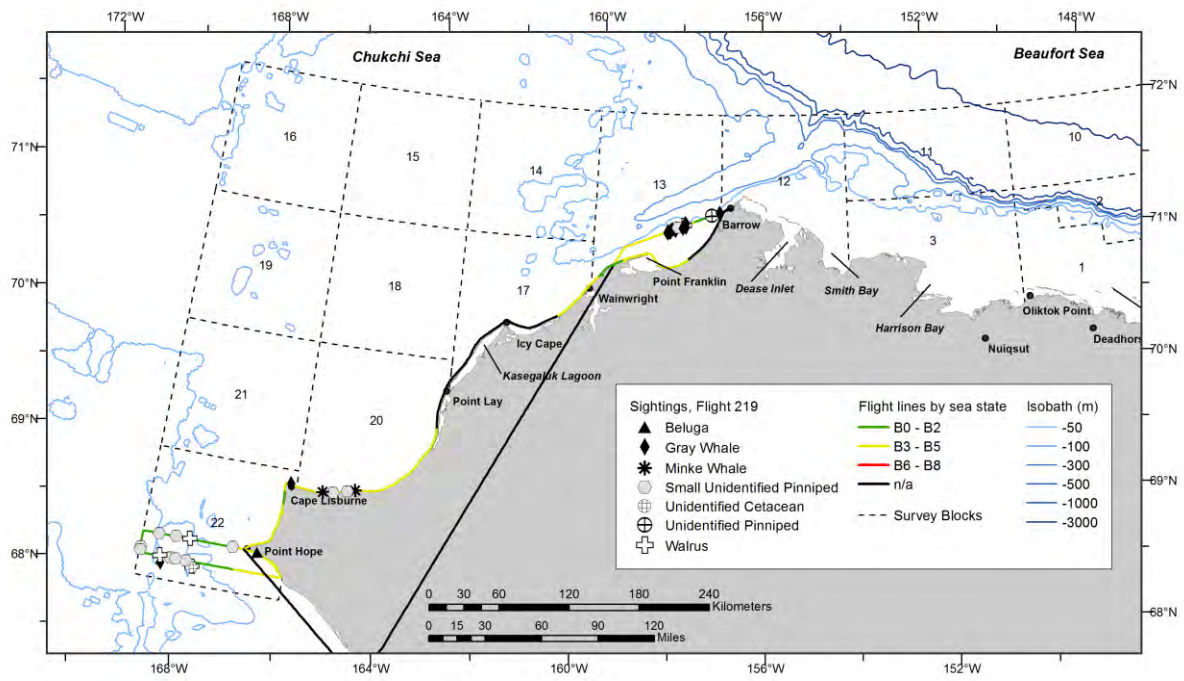 172°W
168°W
164°W
160°W
156°W
152°W
148°W
Chukchi Sea
Beaufort Sea
72°N
71°N
71°N
70°N
70°N
69°N
69°N
68°N
68°N
16
15
14
13
12
11
10
2
3
1
19
18
17
21
20
22
Barrow
Point Franklin
Dease Inlet
Smith Bay
Harrison Bay
Oliktok Point
Deadhors
Nuiqsut
Wainwright
Icy Cape
Kasegaluk Lagoon
Point Lay
Cape Lisburne
Point Hope
Sightings, Flight 219
Beluga
Gray Whale
Minke Whale
Small Unidentified Pinniped
Unidentified Cetacean
Unidentified Pinniped
Walrus
Flight lines by sea state
B0 - B2
B3 - B5
B6 - B8
n/a
Survey Blocks
Isobath (m)
-50
-100
-300
-500
-1000
-3000
0 30 60 120 180 240
Kilometers
0 15 30 60 90 120
Miles
168°W
164°W
160°W
156°W
152°W